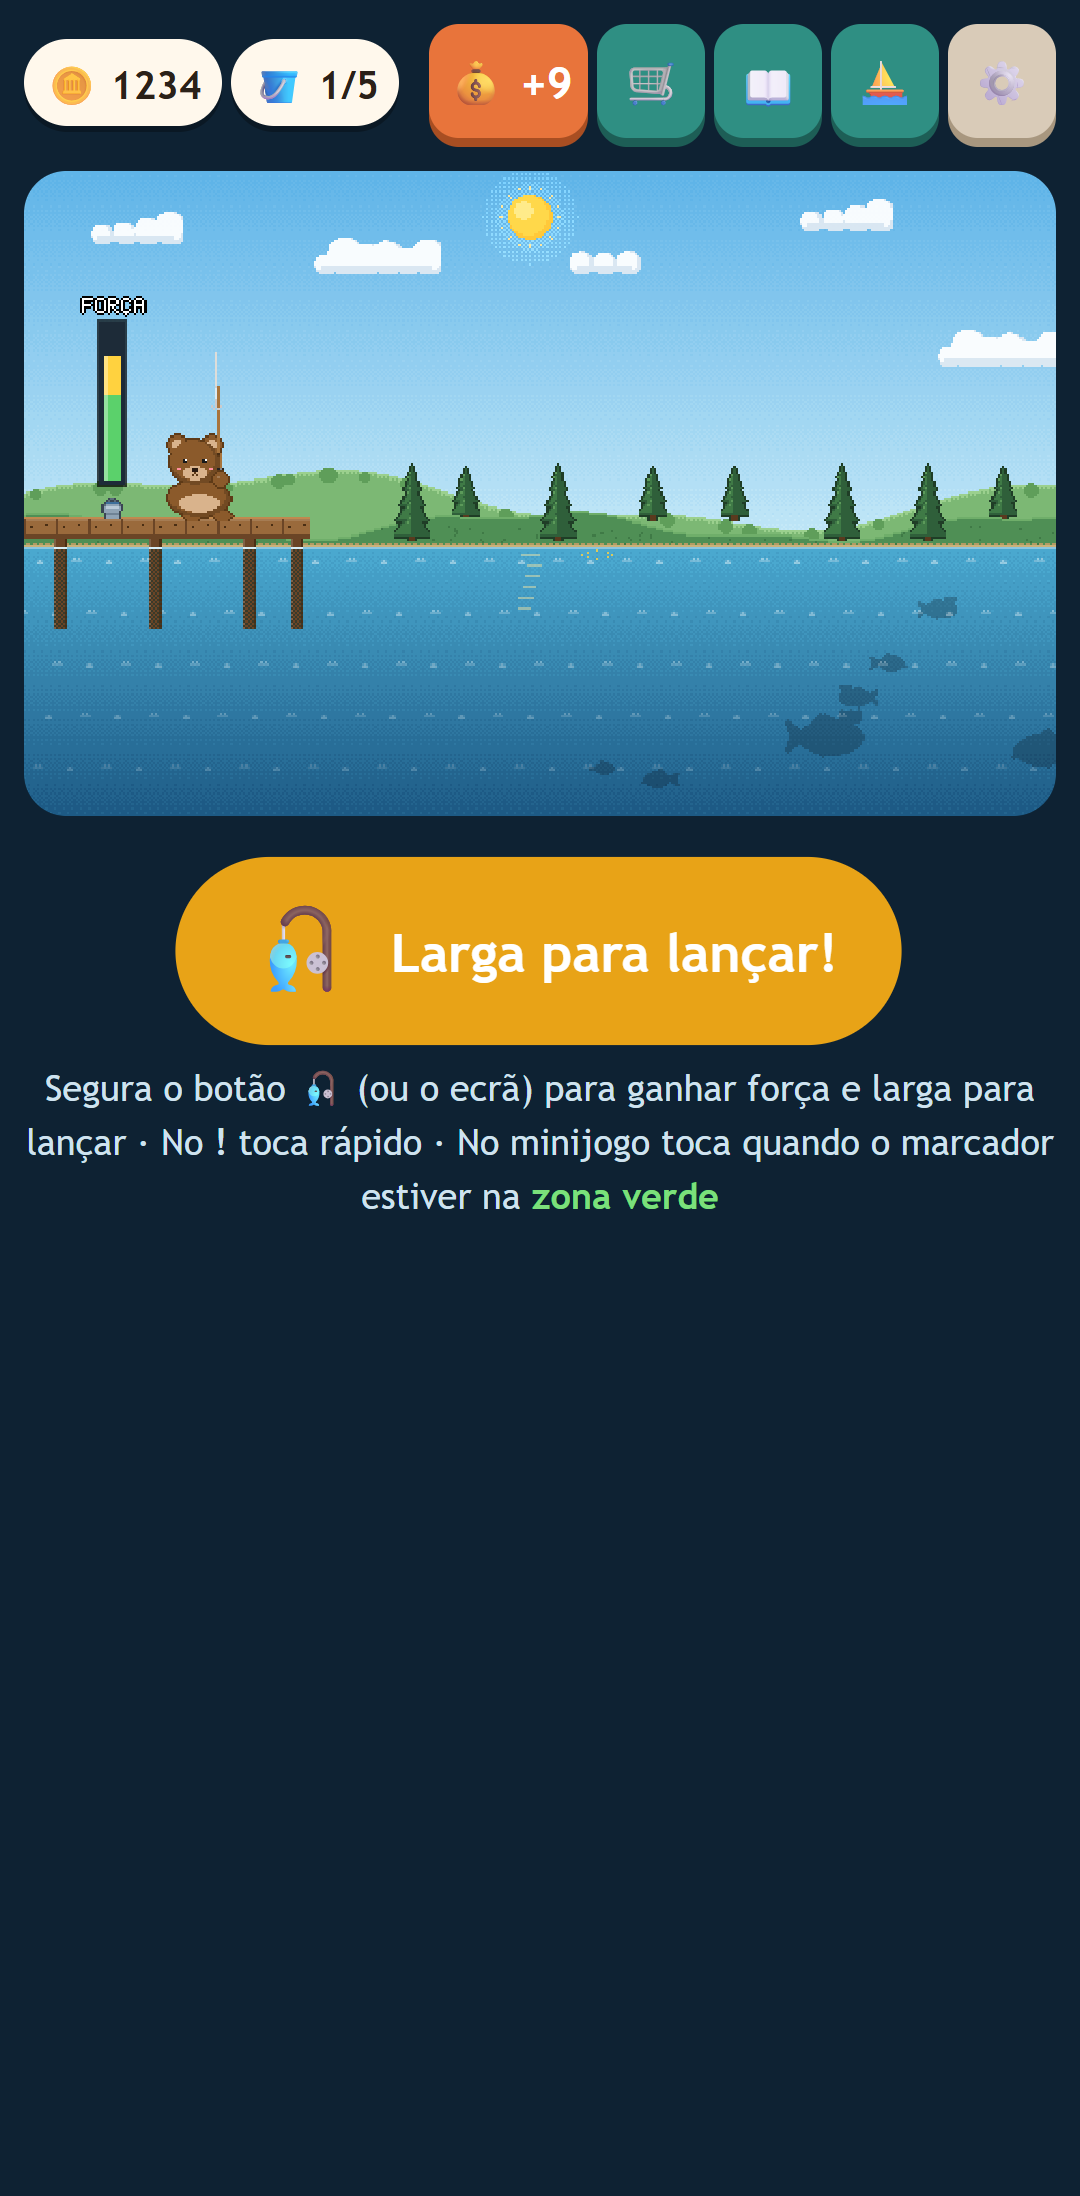 1234
1/5
+9
FORÇA
Larga para lançar!
Segura o botão (ou o ecrã) para ganhar força e larga para
lançar · No ! toca rápido · No minijogo toca quando o marcador
estiver na zona verde